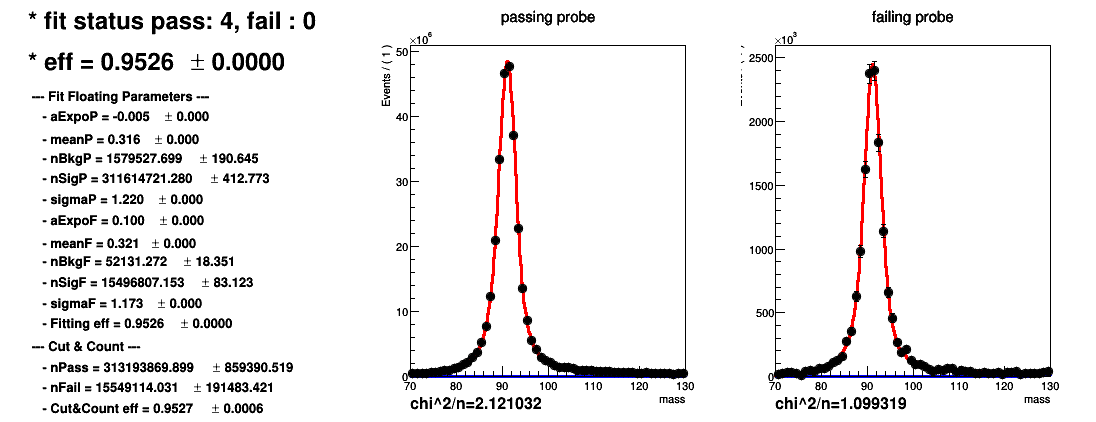 * fit status pass: 4, fail : 0
* eff = 0.9526 ± 0.0000
--- Fit Floating Parameters ---
- aExpoP = -0.005 ± 0.000
- meanP = 0.316 ± 0.000
- nBkgP = 1579527.699 ± 190.645
- nSigP = 311614721.280 ± 412.773
- sigmaP = 1.220 ± 0.000
- aExpoF = 0.100 ± 0.000
- meanF = 0.321 ± 0.000
- nBkgF = 52131.272 ± 18.351
- nSigF = 15496807.153 ± 83.123
- sigmaF = 1.173 ± 0.000
- Fitting eff = 0.9526 ± 0.0000
--- Cut & Count ---
- nPass = 313193869.899 ± 859390.519
- nFail = 15549114.031 ± 191483.421
- Cut&Count eff = 0.9527 ± 0.0006
passing probe
×10⁶
Events / ( 1 )
50
40
30
20
10
0
70 80 90 100 110 120 130
mass
chi^2/n=2.121032
failing probe
×10³
2500
2000
1500
1000
500
0
70 80 90 100 110 120 130
mass
chi^2/n=1.099319